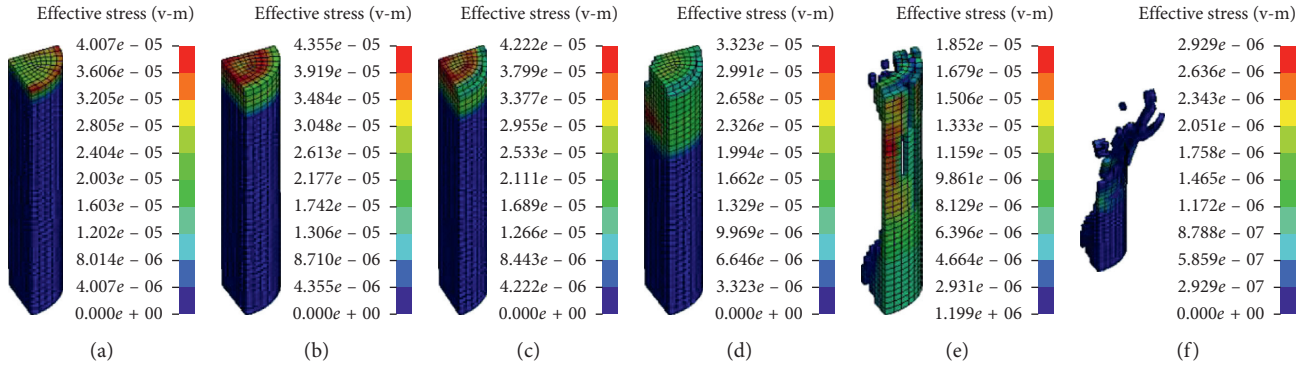 Effective stress (v-m)
4.007e – 05
3.606e – 05
3.205e – 05
2.805e – 05
2.404e – 05
2.003e – 05
1.603e – 05
1.202e – 05
8.014e – 06
4.007e – 06
0.000e + 00
(a)
Effective stress (v-m)
4.355e – 05
3.919e – 05
3.484e – 05
3.048e – 05
2.613e – 05
2.177e – 05
1.742e – 05
1.306e – 05
8.710e – 06
4.355e – 06
0.000e + 00
(b)
Effective stress (v-m)
4.222e – 05
3.799e – 05
3.377e – 05
2.955e – 05
2.533e – 05
2.111e – 05
1.689e – 05
1.266e – 05
8.443e – 06
4.222e – 06
0.000e + 00
(c)
Effective stress (v-m)
3.323e – 05
2.991e – 05
2.658e – 05
2.326e – 05
1.994e – 05
1.662e – 05
1.329e – 05
9.969e – 06
6.646e – 06
3.323e – 06
0.000e + 00
(d)
Effective stress (v-m)
1.852e – 05
1.679e – 05
1.506e – 05
1.333e – 05
1.159e – 05
9.861e – 06
8.129e – 06
6.396e – 06
4.664e – 06
2.931e – 06
1.199e + 06
(e)
Effective stress (v-m)
2.929e – 06
2.636e – 06
2.343e – 06
2.051e – 06
1.758e – 06
1.465e – 06
1.172e – 06
8.788e – 07
5.859e – 07
2.929e – 07
0.000e + 00
(f)